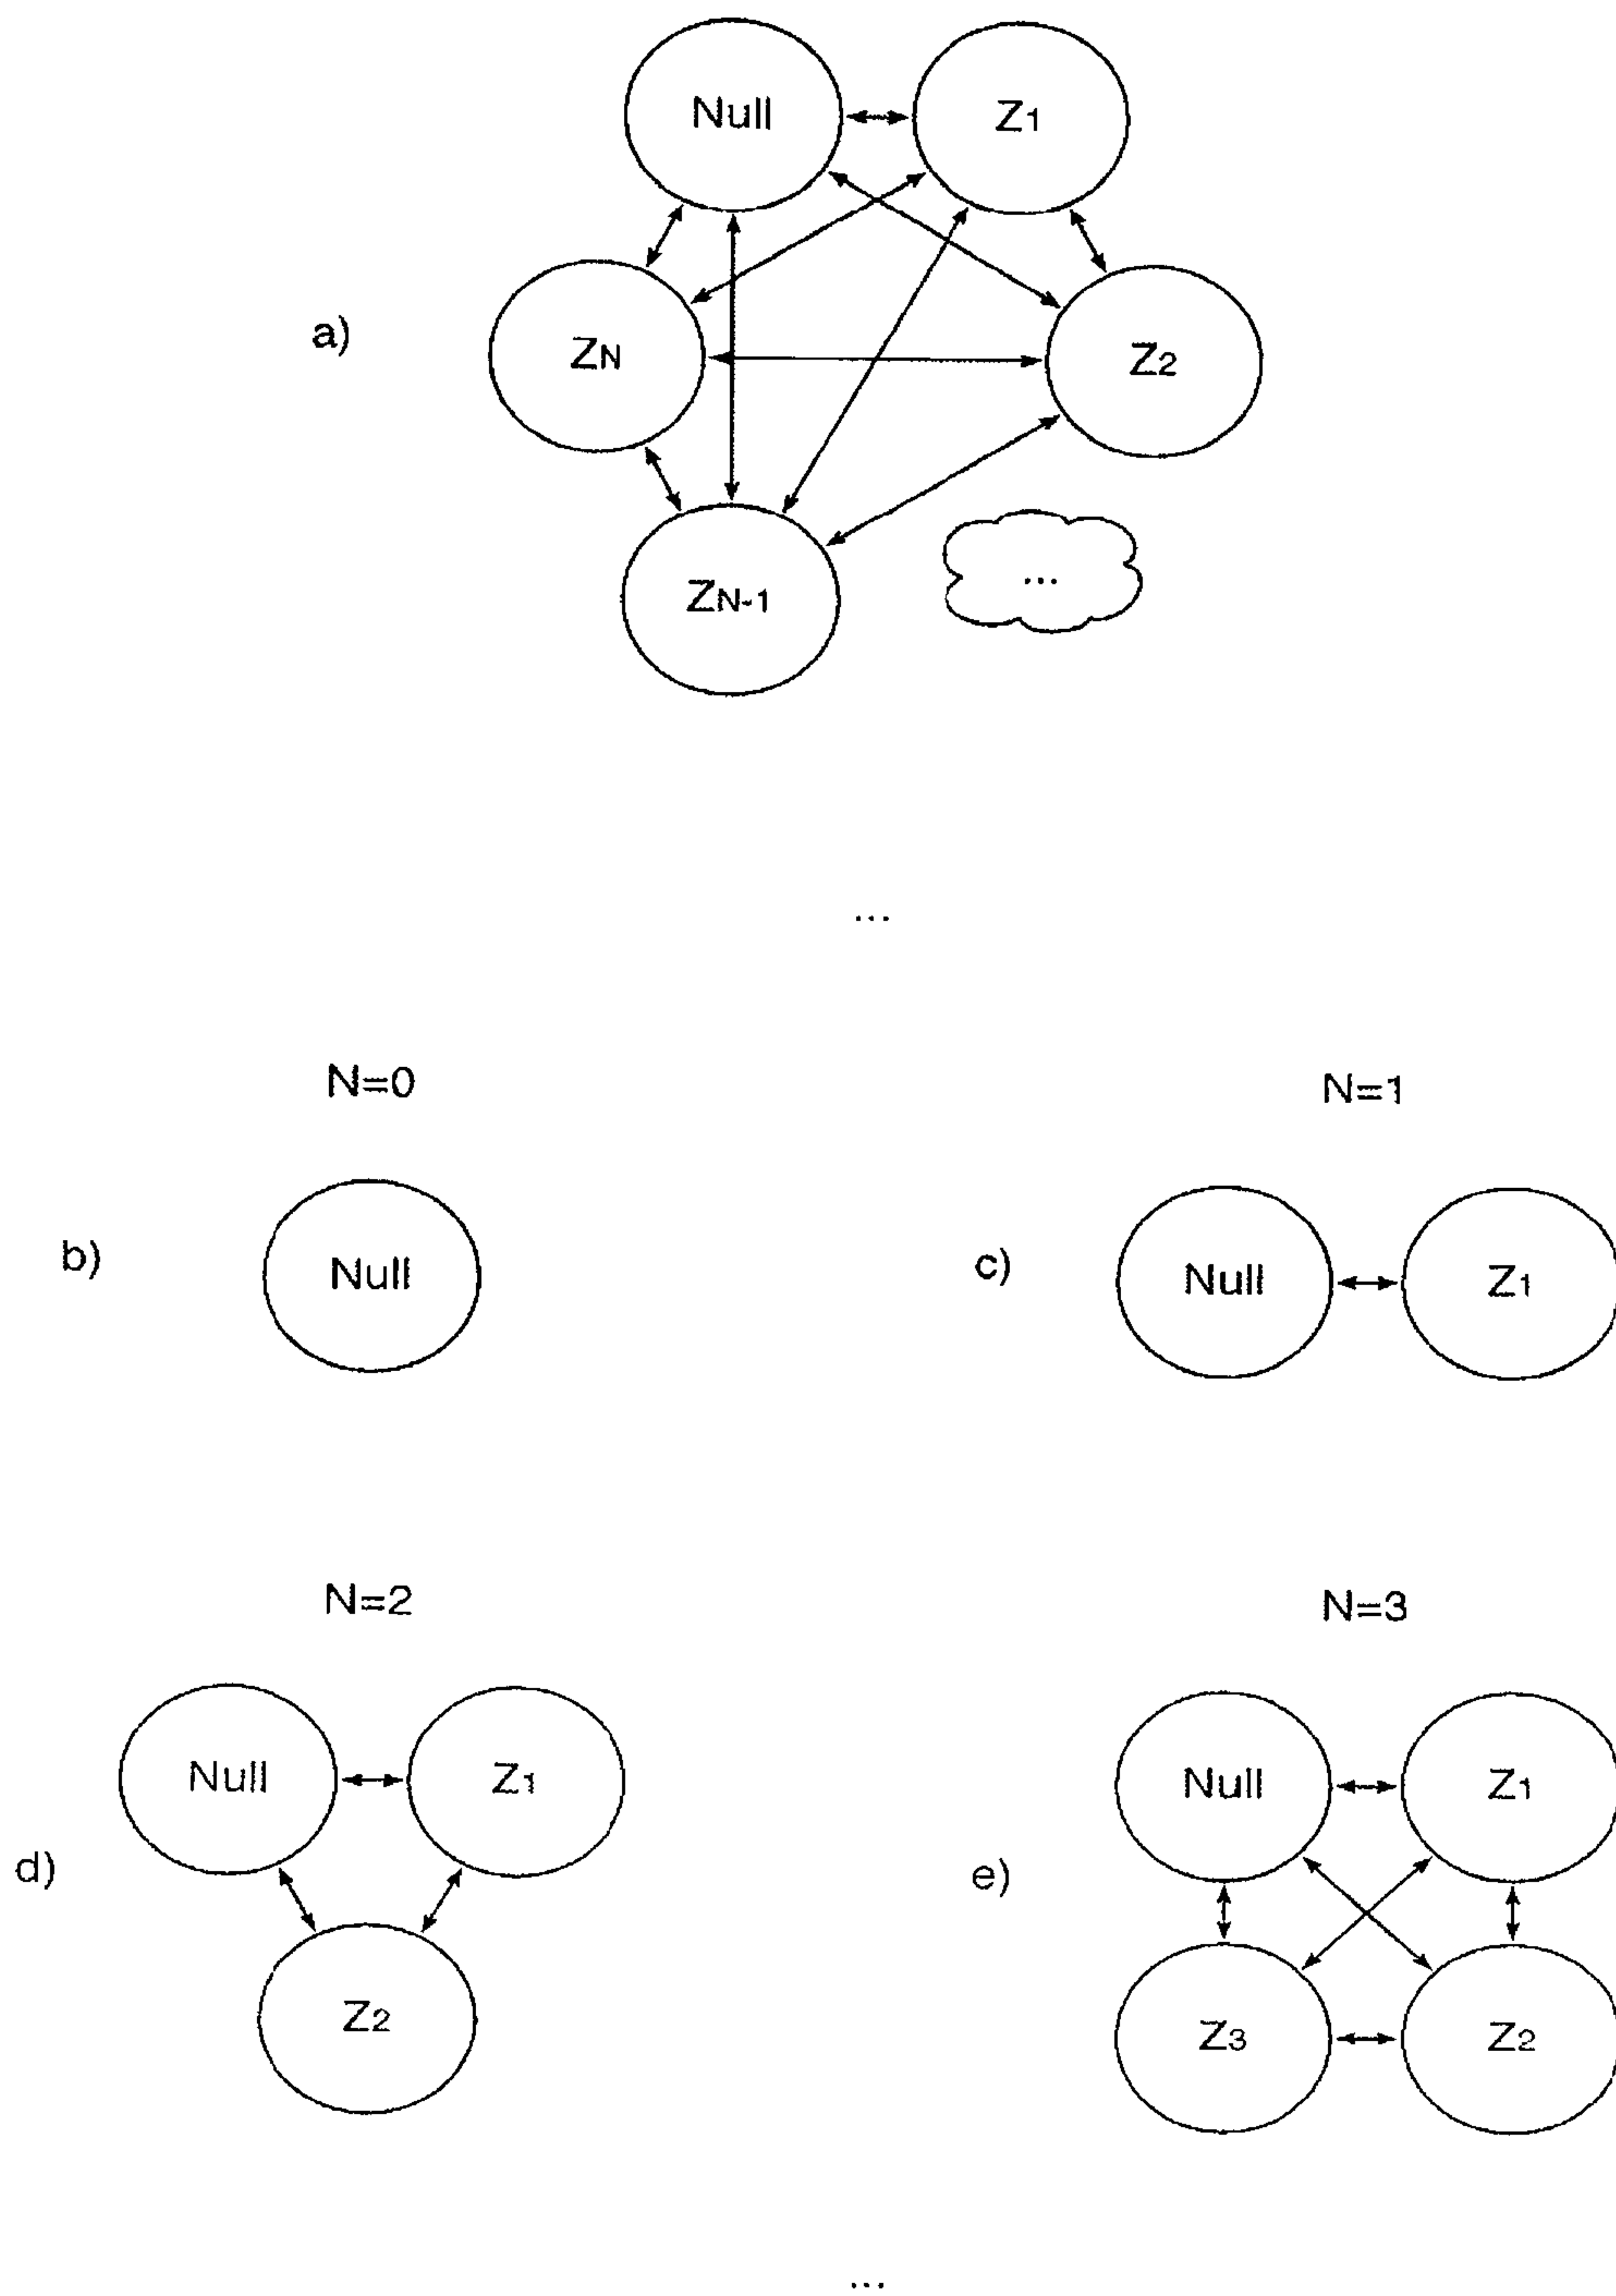 Null
Z1
a)
ZN
Z2
ZN-1
...
...
N=0
N=1
b)
Null
c)
Null
Z1
N=2
N=3
Null
Z1
Null
Z1
d)
e)
Z2
Z3
Z2
...